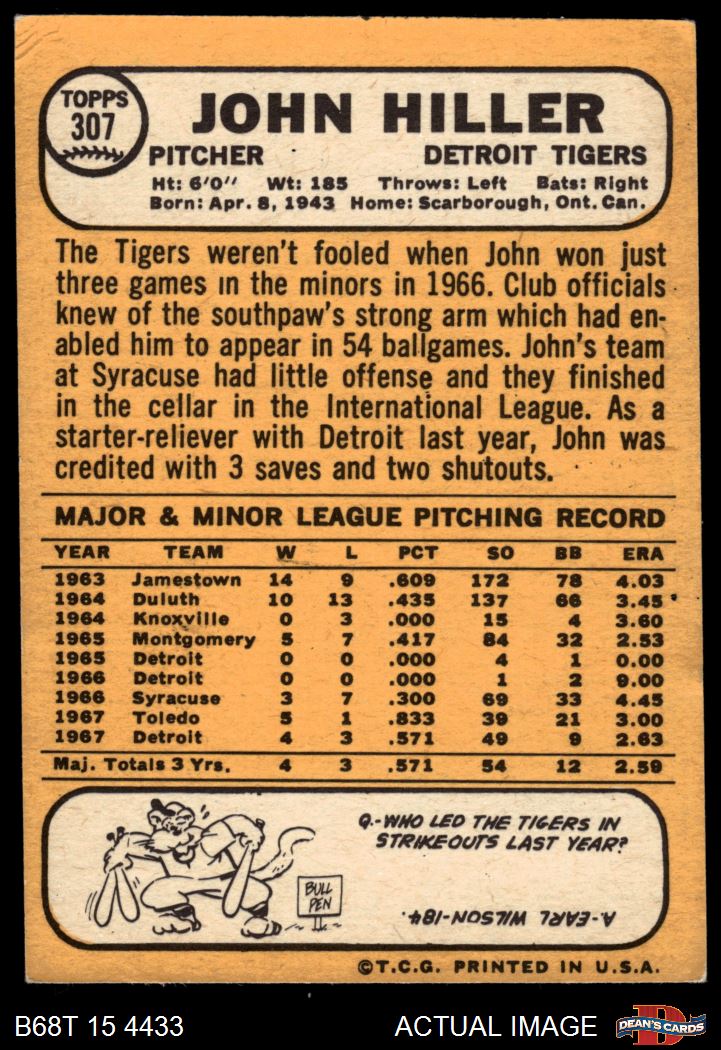 TOPPS
307
JOHN HILLER
PITCHER DETROIT TIGERS
Ht: 6'0" Wt: 185 Throws: Left Bats: Right
Born: Apr. 8, 1943 Home: Scarborough, Ont. Can.
The Tigers weren't fooled when John won just
three games in the minors in 1966. Club officials
knew of the southpaw's strong arm which had en-
abled him to appear in 54 ballgames. John's team
at Syracuse had little offense and they finished
in the cellar in the International League. As a
starter-reliever with Detroit last year, John was
credited with 3 saves and two shutouts.
MAJOR & MINOR LEAGUE PITCHING RECORD
YEAR TEAM W L PCT SO BB ERA
1963 Jamestown 14 9 .609 172 78 4.03
1964 Duluth 10 13 .435 137 66 3.45
1964 Knoxville 0 3 .000 15 4 3.60
1965 Montgomery 5 7 .417 84 32 2.53
1965 Detroit 0 0 .000 4 1 0.00
1966 Detroit 0 0 .000 1 2 9.00
1966 Syracuse 3 7 .300 69 33 4.45
1967 Toledo 5 1 .833 39 21 3.00
1967 Detroit 4 3 .571 49 9 2.63
Maj. Totals 3 Yrs. 4 3 .571 54 12 2.59
Q.-WHO LED THE TIGERS IN
STRIKEOUTS LAST YEAR?
BULL
PEN
A-EARL WILSON-184.
©T.C.G. PRINTED IN U.S.A.
B68T 15 4433 ACTUAL IMAGE
D
DEAN'S CARDS